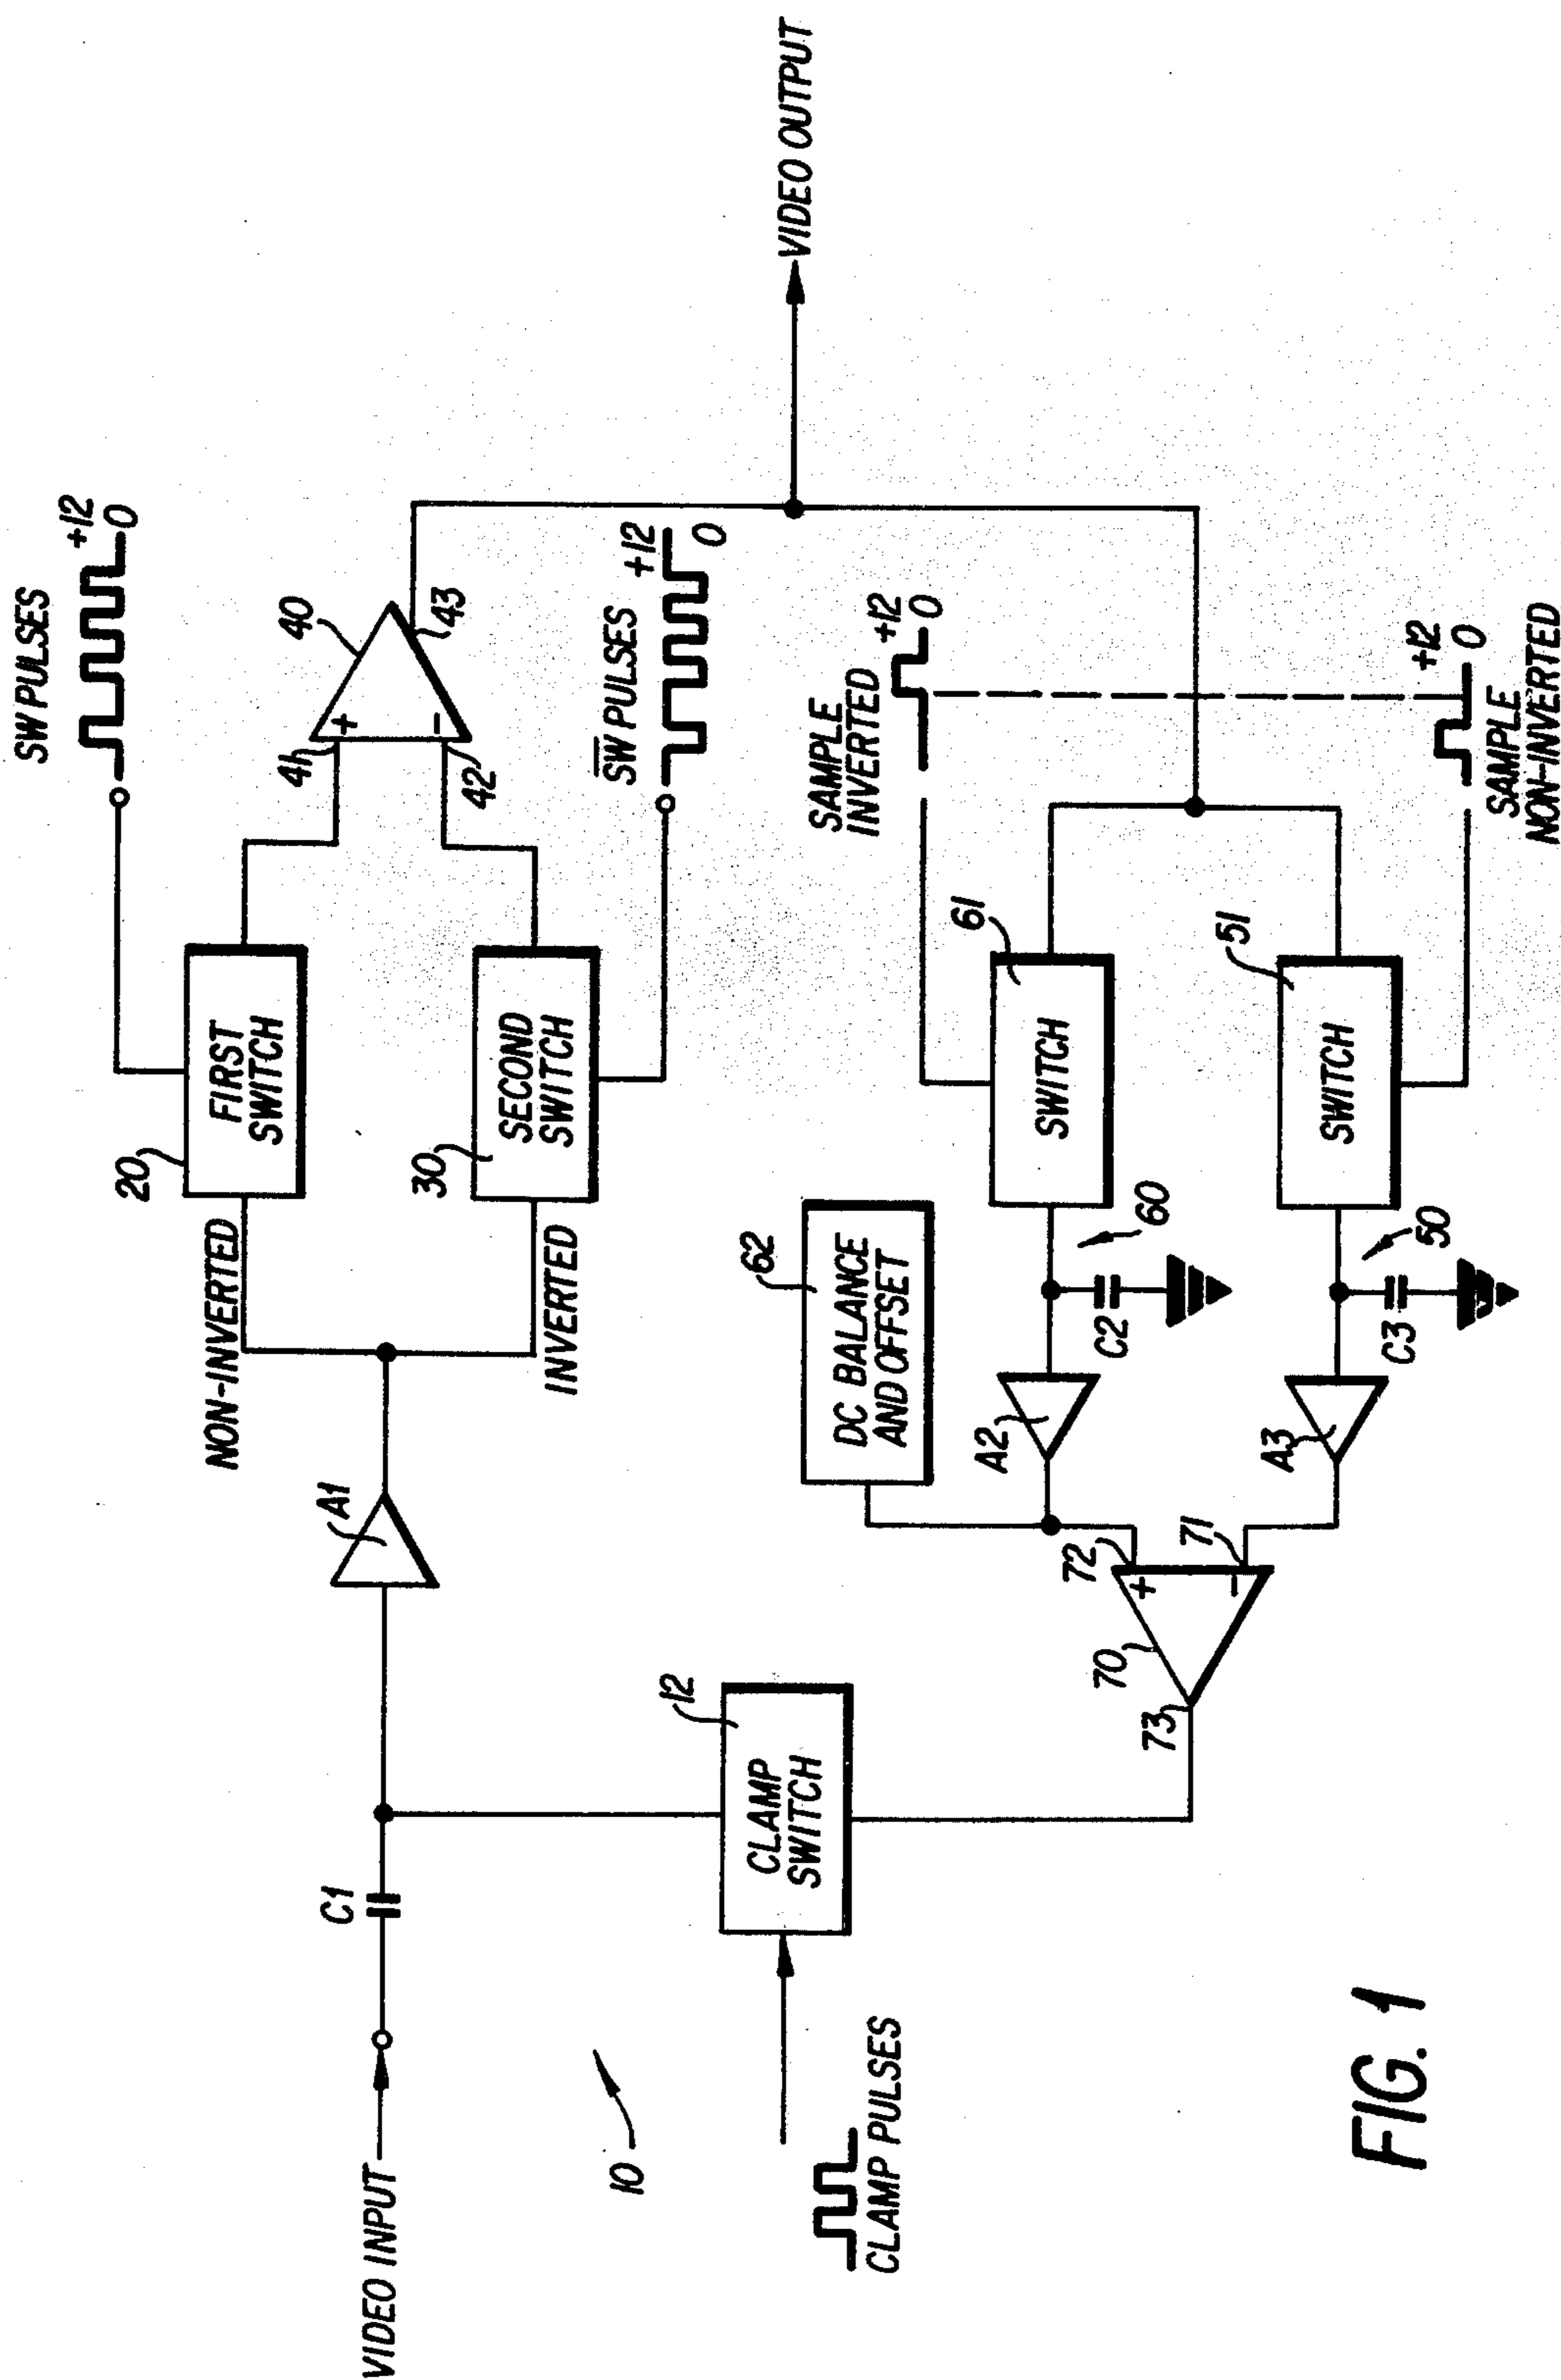 SW PULSES
+12
0
20
FIRST
SWITCH
NON-INVERTED
40
41
+
-
42
43
VIDEO OUTPUT
VIDEO INPUT
C1
A1
30
SECOND
SWITCH
INVERTED
S̅W̅ PULSES
+12
0
10
CLAMP PULSES
12
CLAMP
SWITCH
62
DC BALANCE
AND OFFSET
SAMPLE
INVERTED
+12
0
61
SWITCH
60
C2
A2
72
+
-
71
70
73
51
SWITCH
50
C3
A3
+12
0
SAMPLE
NON-INVERTED
FIG. 1